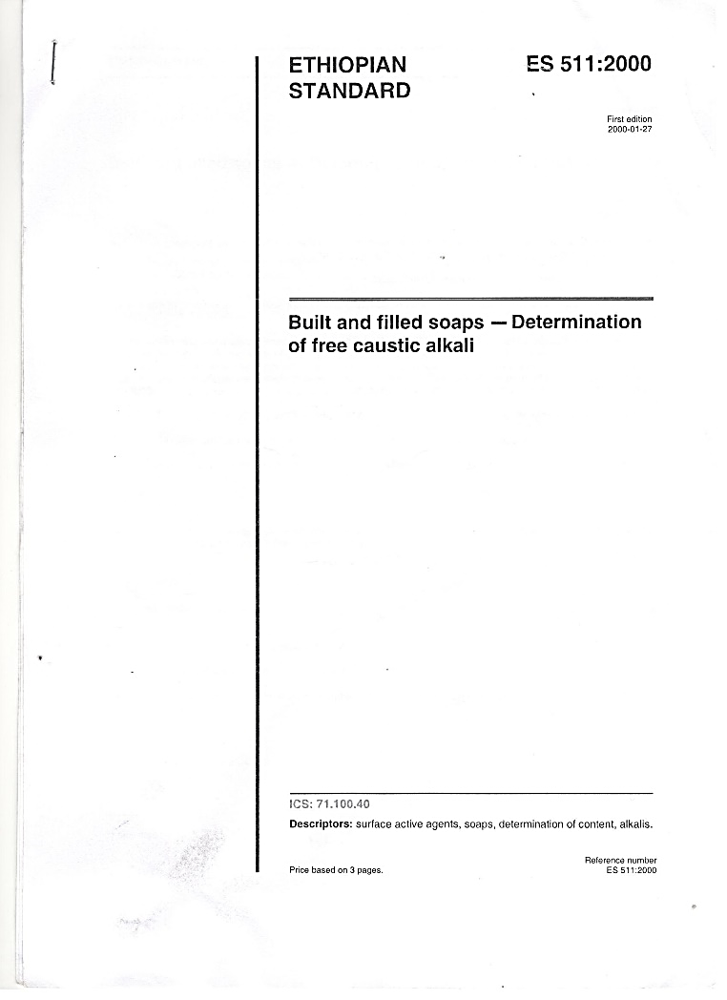 ETHIOPIAN
STANDARD
ES 511:2000
First edition
2000-01-27
Built and filled soaps — Determination
of free caustic alkali
ICS: 71.100.40
Descriptors: surface active agents, soaps, determination of content, alkalis.
Reference number
Price based on 3 pages.
ES 511:2000